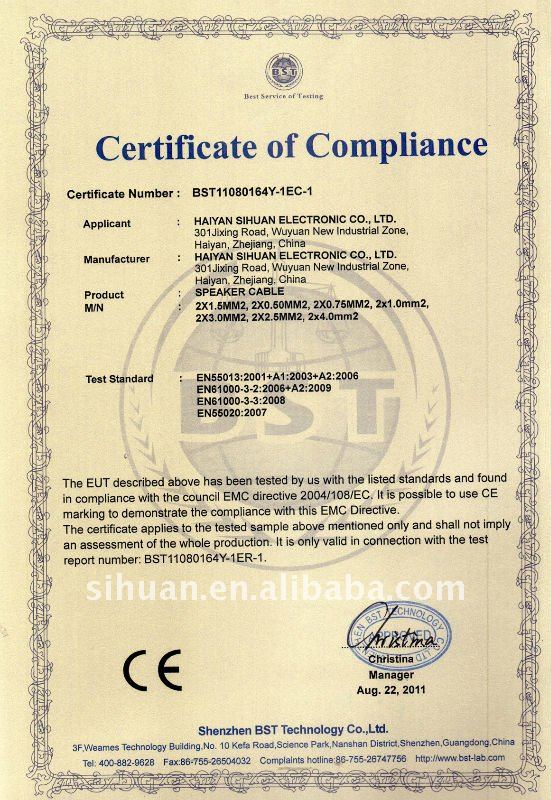 BST
Best Service of Testing
Certificate of Compliance
Certificate Number : BST11080164Y-1EC-1
Applicant : HAIYAN SIHUAN ELECTRONIC CO., LTD.
301Jixing Road, Wuyuan New Industrial Zone,
Haiyan, Zhejiang, China
Manufacturer : HAIYAN SIHUAN ELECTRONIC CO., LTD.
301Jixing Road, Wuyuan New Industrial Zone,
Haiyan, Zhejiang, China
Product : SPEAKER CABLE
M/N : 2X1.5MM2, 2X0.50MM2, 2X0.75MM2, 2x1.0mm2,
2X3.0MM2, 2X2.5MM2, 2x4.0mm2
Test Standard : EN55013:2001+A1:2003+A2:2006
EN61000-3-2:2006+A2:2009
EN61000-3-3:2008
EN55020:2007
BST
The EUT described above has been tested by us with the listed standards and found
in compliance with the council EMC directive 2004/108/EC. It is possible to use CE
marking to demonstrate the compliance with this EMC Directive.
The certificate applies to the tested sample above mentioned only and shall not imply
an assessment of the whole production. It is only valid in connection with the test
report number: BST11080164Y-1ER-1.
sihuan.en.alibaba.com
APPROVED
Christina
CE
Christina
Manager
Aug. 22, 2011
Shenzhen BST Technology Co.,Ltd.
3F,Weames Technology Building,No. 10 Kefa Road,Science Park,Nanshan District,Shenzhen,Guangdong,China
Tel: 400-882-9628 Fax:86-755-26504032 Complaints hotline:86-755-26747756 http://www.bst-lab.com